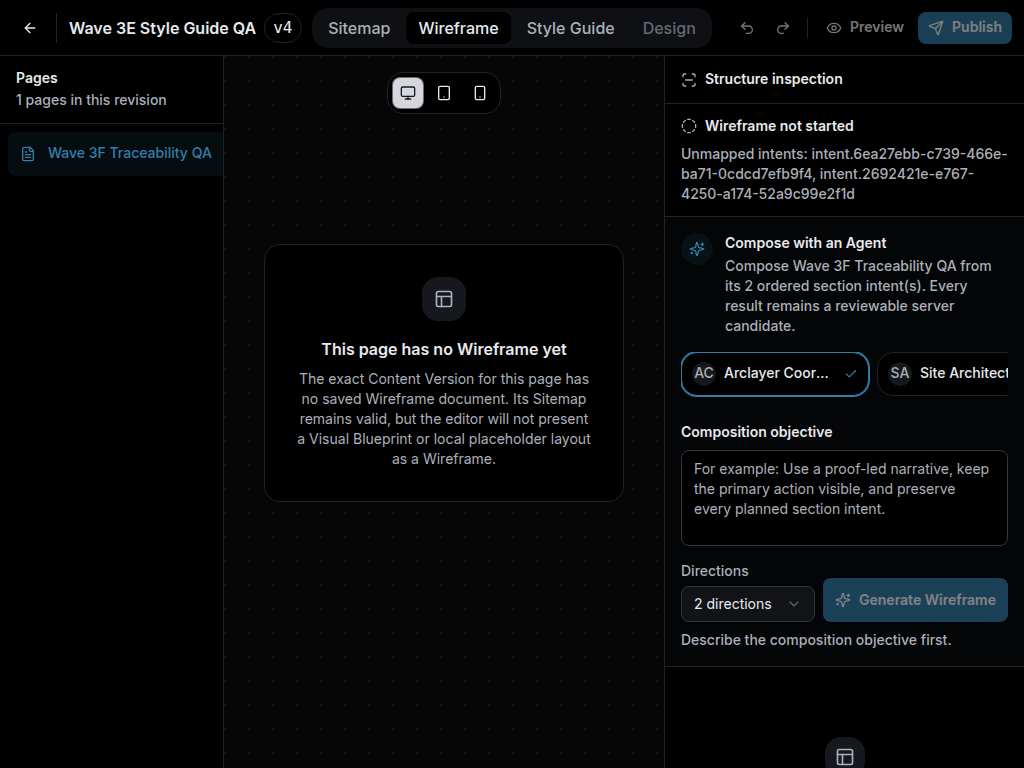 Wave 3E Style Guide QA v4 Sitemap Wireframe Style Guide Design Preview Publish
Pages
1 pages in this revision
Wave 3F Traceability QA
This page has no Wireframe yet
The exact Content Version for this page has
no saved Wireframe document. Its Sitemap
remains valid, but the editor will not present
a Visual Blueprint or local placeholder layout
as a Wireframe.
Structure inspection
Wireframe not started
Unmapped intents: intent.6ea27ebb-c739-466e-
ba71-0cdcd7efb9f4, intent.2692421e-e767-
4250-a174-52a9c99e2f1d
Compose with an Agent
Compose Wave 3F Traceability QA from
its 2 ordered section intent(s). Every
result remains a reviewable server
candidate.
AC Arclayer Coor... SA Site Architect
Composition objective
For example: Use a proof-led narrative, keep
the primary action visible, and preserve
every planned section intent.
Directions
2 directions Generate Wireframe
Describe the composition objective first.